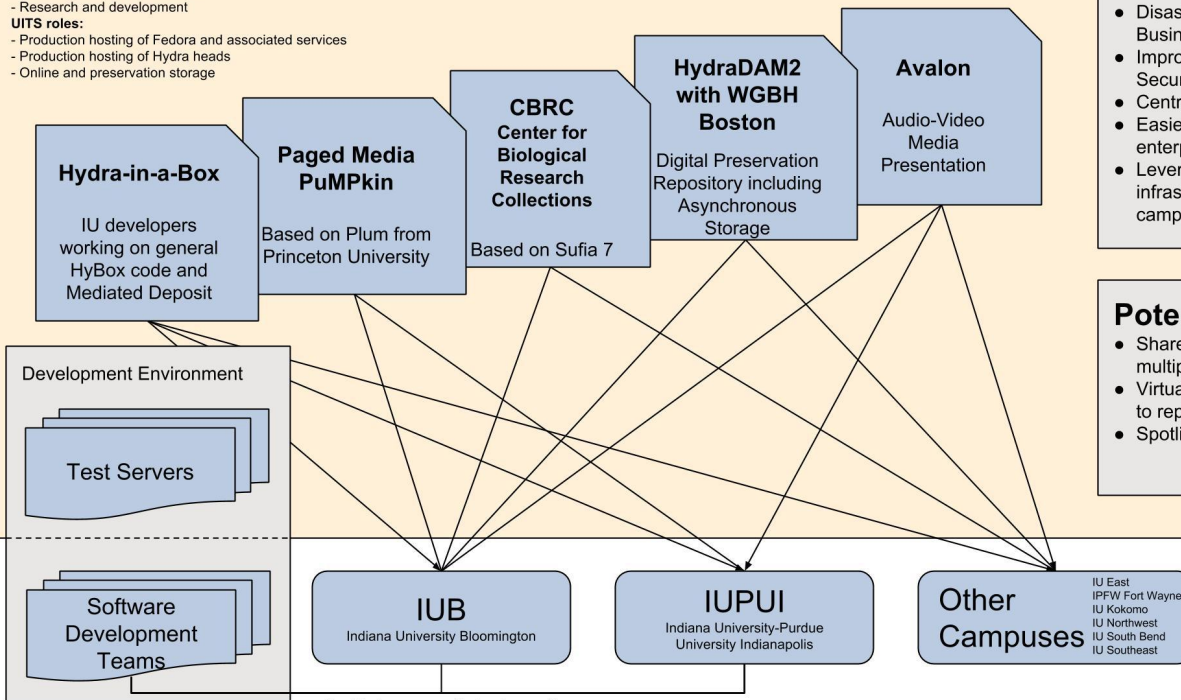 - Research and development
UITS roles:
- Production hosting of Fedora and associated services
- Production hosting of Hydra heads
- Online and preservation storage
Hydra-in-a-Box
IU developers
working on general
HyBox code and
Mediated Deposit
Paged Media
PuMPkin
Based on Plum from
Princeton University
CBRC
Center for
Biological
Research
Collections
Based on Sufia 7
HydraDAM2
with WGBH
Boston
Digital Preservation
Repository including
Asynchronous
Storage
Avalon
Audio-Video
Media
Presentation
● Disas
Busin
● Impro
Secur
● Centr
● Easie
enterp
● Lever
infras
camp
Pote
● Share
multip
● Virtua
to rep
● Spotli
Development Environment
Test Servers
Software
Development
Teams
IUB
Indiana University Bloomington
IUPUI
Indiana University-Purdue
University Indianapolis
Other
Campuses
IU East
IPFW Fort Wayne
IU Kokomo
IU Northwest
IU South Bend
IU Southeast